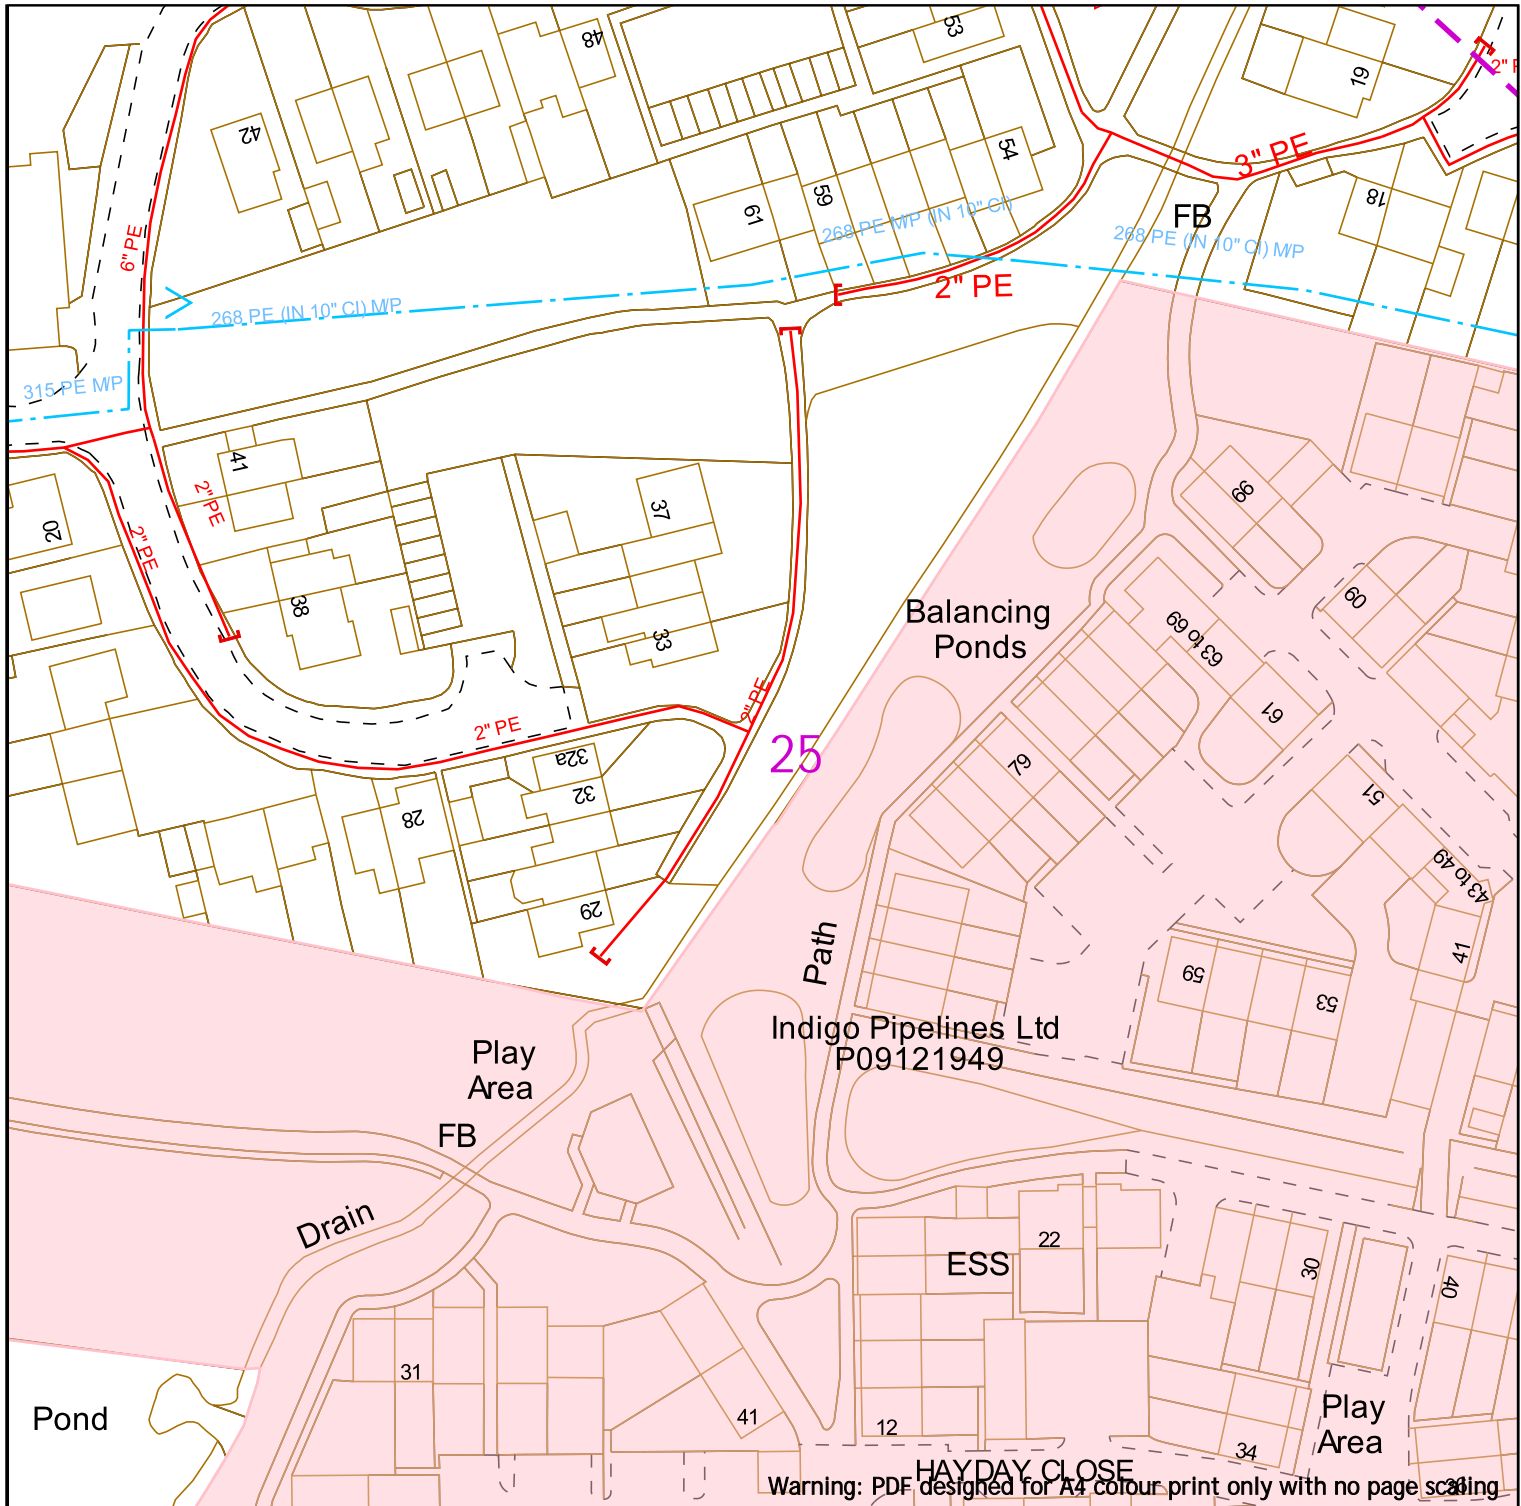 48
53
19
2" P
42
54
3" PE
61
59
18
FB
268 PE M/P (IN 10" CI)
268 PE (IN 10" CI) M/P
6" PE
2" PE
268 PE (IN 10" CI) M/P
315 PE M/P
41
2" PE
37
66
20
2" PE
38
33
60
Balancing
Ponds
63 to 69
61
2" PE
2" PE
25
32a
32
28
79
51
43 to 49
29
Path
59
53
41
Indigo Pipelines Ltd
P09121949
Play
Area
FB
Drain
22
ESS
30
40
31
41
12
Pond
Play
Area
34
HAYDAY CLOSE
Warning: PDF designed for A4 colour print only with no page scaling